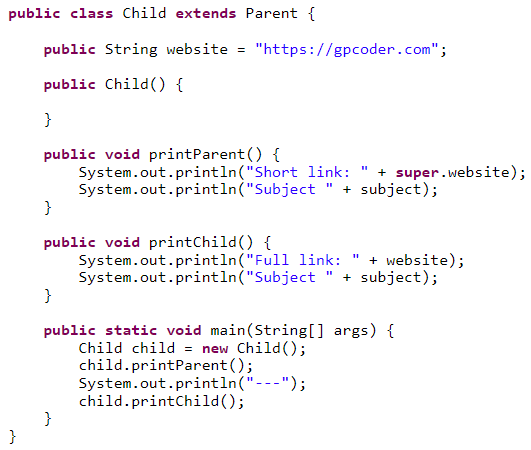 public class Child extends Parent {
public String website = "https://gpcoder.com";
public Child() {
}
public void printParent() {
System.out.println("Short link: " + super.website);
System.out.println("Subject " + subject);
}
public void printChild() {
System.out.println("Full link: " + website);
System.out.println("Subject " + subject);
}
public static void main(String[] args) {
Child child = new Child();
child.printParent();
System.out.println("---");
child.printChild();
}
}